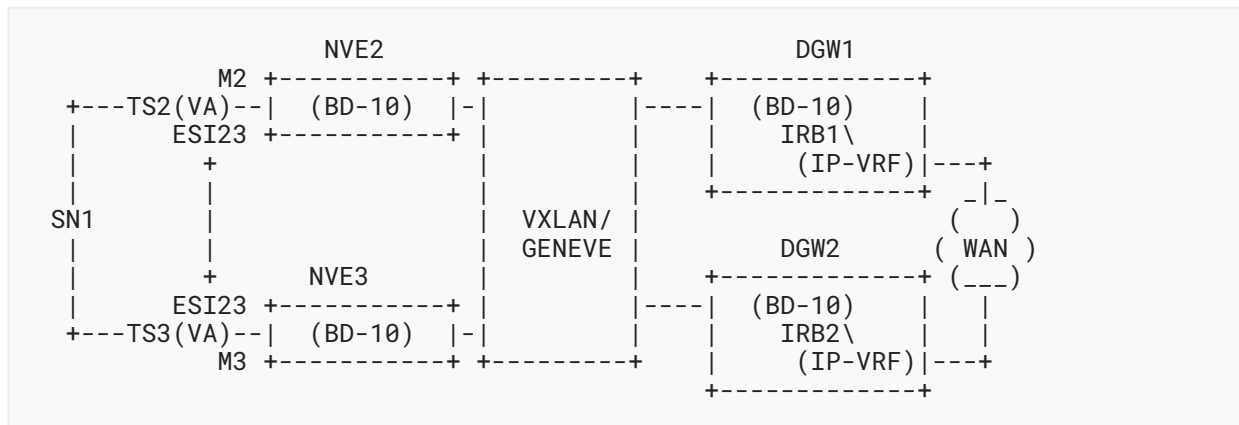 NVE2                           DGW1
            M2 +-----------+ +---------+    +-------------+
+---TS2(VA)--|  (BD-10)  |-|         |----|  (BD-10)    |
|      ESI23 +-----------+ |         |    |    IRB1\    |
|        +                 |         |    |     (IP-VRF)|---+
|        |                 |         |    +-------------+  _|_
SN1      |                 |  VXLAN/ |                    (   )
|        |                 |  GENEVE |         DGW2      ( WAN )
|        +      NVE3       |         |    +-------------+ (___)
|      ESI23 +-----------+ |         |----|  (BD-10)    |   |
+---TS3(VA)--|  (BD-10)  |-|         |    |    IRB2\    |   |
          M3 +-----------+ +---------+    |     (IP-VRF)|---+
                                          +-------------+